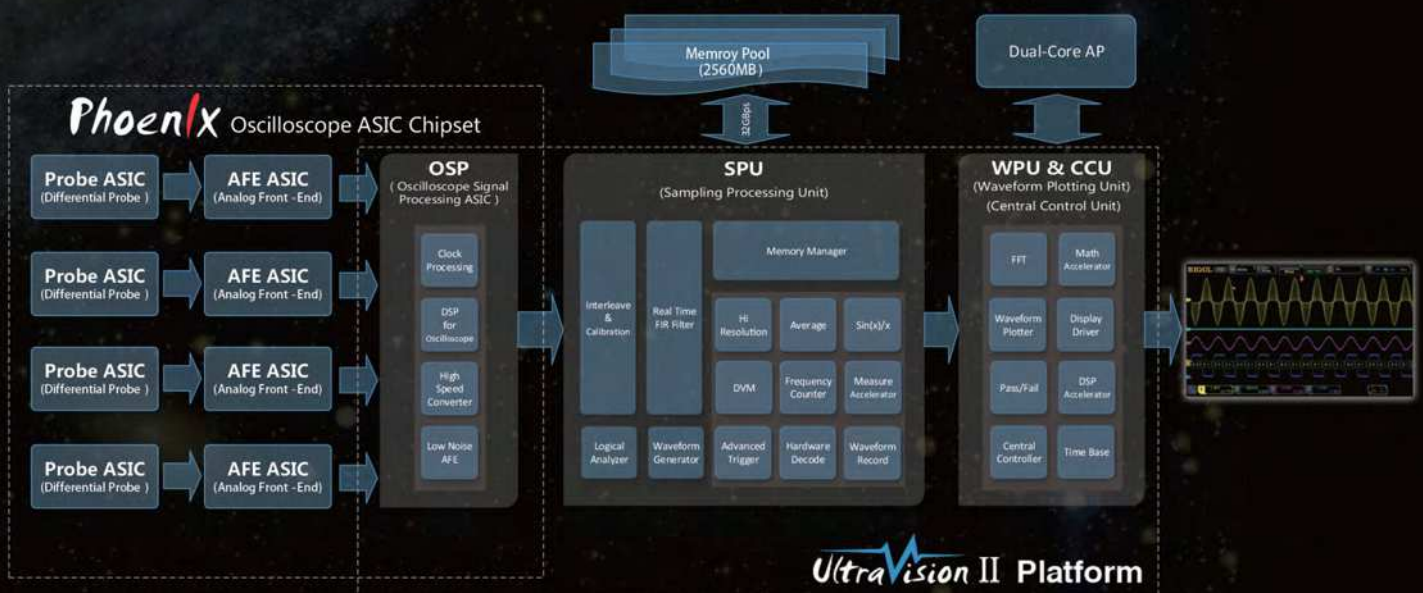 Memroy Pool
(2560MB)
Dual-Core AP
32GBps
Phoenix Oscilloscope ASIC Chipset
Probe ASIC
(Differential Probe )
AFE ASIC
(Analog Front -End)
Probe ASIC
(Differential Probe )
AFE ASIC
(Analog Front -End)
Probe ASIC
(Differential Probe )
AFE ASIC
(Analog Front -End)
Probe ASIC
(Differential Probe )
AFE ASIC
(Analog Front -End)
OSP
( Oscilloscope Signal
Processing ASIC )
Clock
Processing
DSP
for
Oscilloscope
High
Speed
Converter
Low Noise
AFE
SPU
(Sampling Processing Unit)
Interleave
&
Calibration
Real Time
FIR Filter
Memory Manager
Hi
Resolution
Average
Sin(x)/x
DVM
Frequency
Counter
Measure
Accelerator
Logical
Analyzer
Waveform
Generator
Advanced
Trigger
Hardware
Decode
Waveform
Record
WPU & CCU
(Waveform Plotting Unit)
(Central Control Unit)
FFT
Math
Accelerator
Waveform
Plotter
Display
Driver
Pass/Fail
DSP
Accelerator
Central
Controller
Time Base
RIGOL
UltraVision II Platform